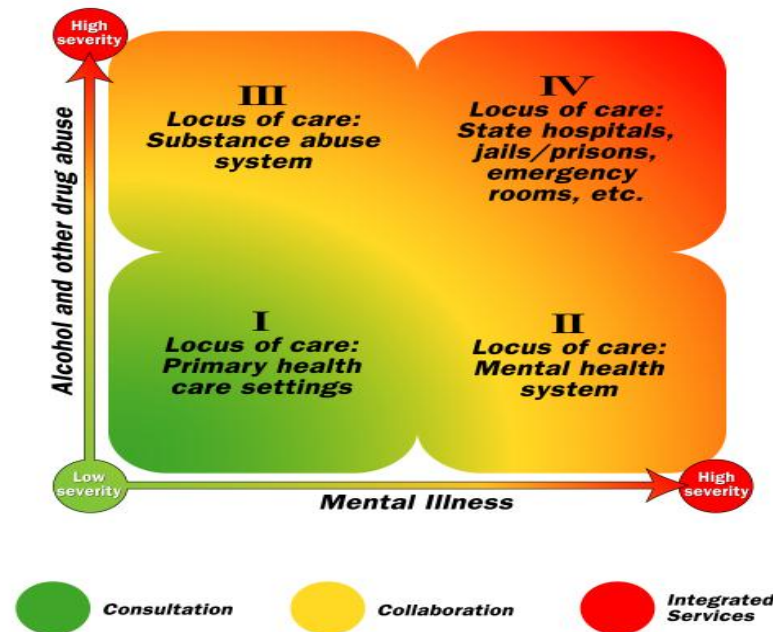 High
severity
III
Locus of care:
Substance abuse
system
IV
Locus of care:
State hospitals,
jails/prisons,
emergency
rooms, etc.
Alcohol and other drug abuse
I
Locus of care:
Primary health
care settings
II
Locus of care:
Mental health
system
Low
severity
Mental Illness
High
severity
Consultation
Collaboration
Integrated
Services